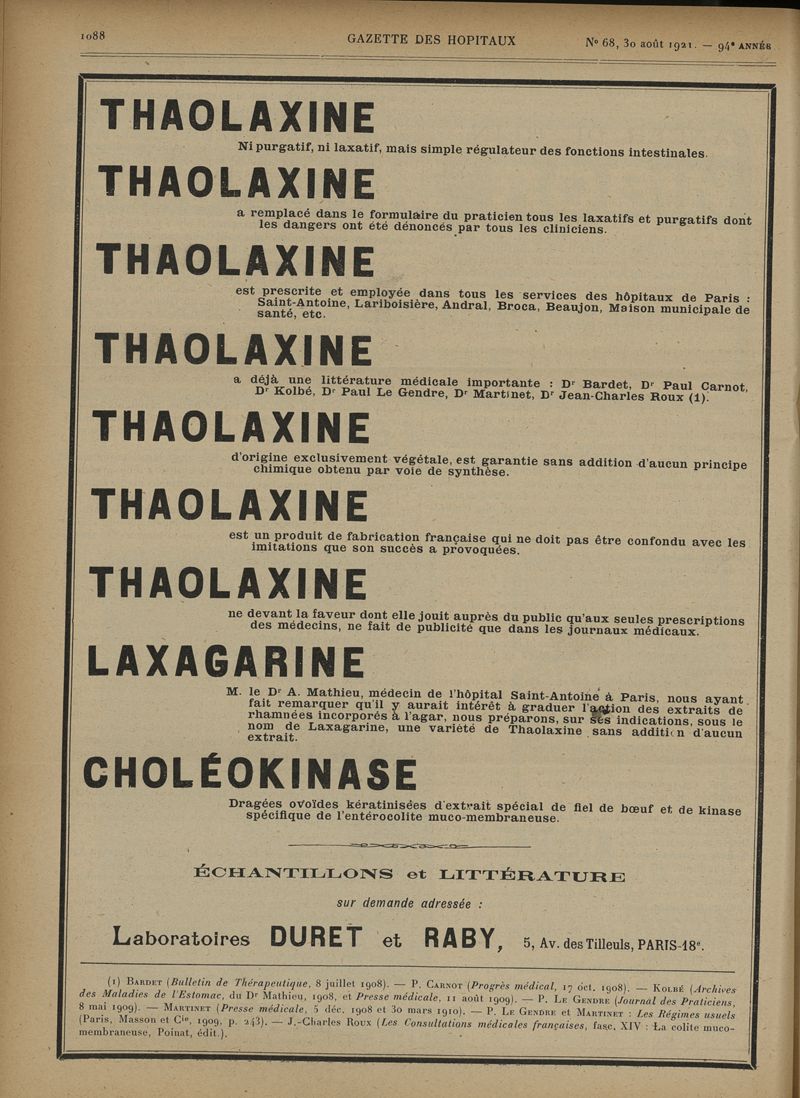 1088
GAZETTE DES HOPITAUX
N° 68, 30 août 1921. — 94e ANNÉE
THAOLAXINE
Ni purgatif, ni laxatif, mais simple régulateur des fonctions intestinales.
THAOLAXINE
a remplacé dans le formulaire du praticien tous les laxatifs et purgatifs dont
les dangers ont été dénoncés par tous les cliniciens.
THAOLAXINE
est prescrite et employée dans tous les services des hôpitaux de Paris :
Saint-Antoine, Lariboisière, Andral, Broca, Beaujon, Maison municipale de
santé, etc.
THAOLAXINE
a déjà une littérature médicale importante : Dr Bardet, Dr Paul Carnot,
Dr Kolbé, Dr Paul Le Gendre, Dr Martinet, Dr Jean-Charles Roux (1).
THAOLAXINE
d'origine exclusivement végétale, est garantie sans addition d'aucun principe
chimique obtenu par voie de synthèse.
THAOLAXINE
est un produit de fabrication française qui ne doit pas être confondu avec les
imitations que son succès a provoquées.
THAOLAXINE
ne devant la faveur dont elle jouit auprès du public qu'aux seules prescriptions
des médecins, ne fait de publicité que dans les journaux médicaux.
LAXAGARINE
M. le Dr A. Mathieu, médecin de l'hôpital Saint-Antoine à Paris, nous ayant
fait remarquer qu'il y aurait intérêt à graduer l'action des extraits de
rhamnées incorporés à l'agar, nous préparons, sur ses indications, sous le
nom de Laxagarine, une variété de Thaolaxine sans addition d'aucun
extrait.
CHOLÉOKINASE
Dragées ovoïdes kératinisées d'extrait spécial de fiel de bœuf et de kinase
spécifique de l'entérocolite muco-membraneuse.
ÉCHANTILLONS et LITTÉRATURE
sur demande adressée :
Laboratoires DURET et RABY, 5, Av. des Tilleuls, PARIS-18e.
(1) BARDET (Bulletin de Thérapeutique, 8 juillet 1908). — P. CARNOT (Progrès médical, 17 oct. 1908). — KOLBÉ (Archives
des Maladies de l'Estomac, du Dr Mathieu, 1908, et Presse médicale, 11 août 1909). — P. LE GENDRE (Journal des Praticiens,
8 mai 1909). — MARTINET (Presse médicale, 5 déc. 1908 et 30 mars 1910). — P. LE GENDRE et MARTINET : Les Régimes usuels
(Paris, Masson et Cie, 1909, p. 243). — J.-Charles ROUX (Les Consultations médicales françaises, fasc. XIV : La colite muco-
membraneuse, Poinat, édit.).